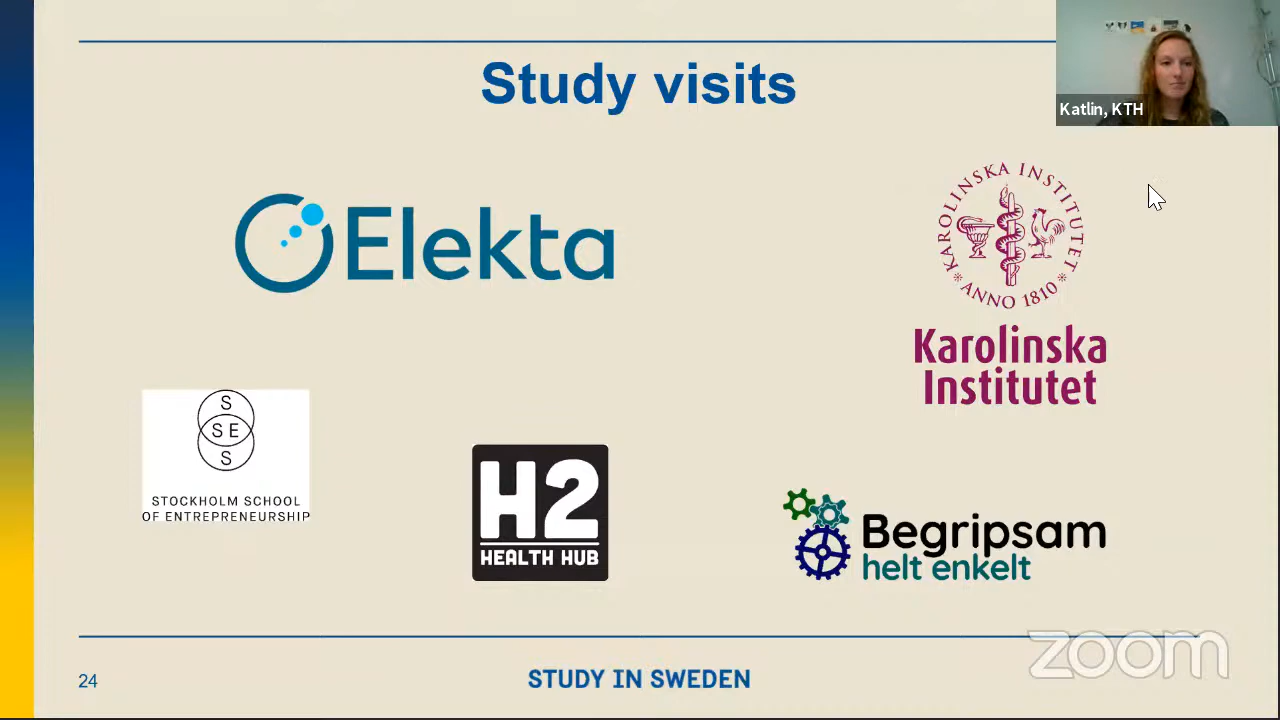 Study visits
Katlin, KTH
Elekta
KAROLINSKA INSTITUTET
ANNO 1810
Karolinska
Institutet
S
SE
S
STOCKHOLM SCHOOL
OF ENTREPRENEURSHIP
H2
HEALTH HUB
Begripsam
helt enkelt
zoom
24
STUDY IN SWEDEN